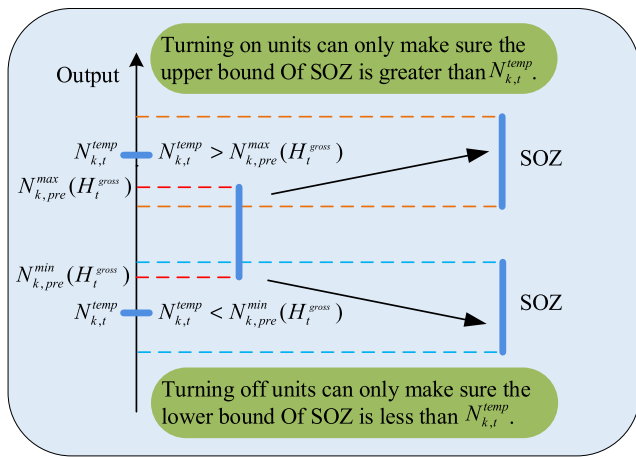 Turning on units can only make sure the
upper bound Of SOZ is greater than $N_{k,t}^{temp}$.
Output
$N_{k,t}^{temp}$ $N_{k,t}^{temp} > N_{k,pre}^{max}(H_t^{gross})$
SOZ
$N_{k,pre}^{max}(H_t^{gross})$
$N_{k,pre}^{min}(H_t^{gross})$
SOZ
$N_{k,t}^{temp}$ $N_{k,t}^{temp} < N_{k,pre}^{min}(H_t^{gross})$
Turning off units can only make sure the
lower bound Of SOZ is less than $N_{k,t}^{temp}$.